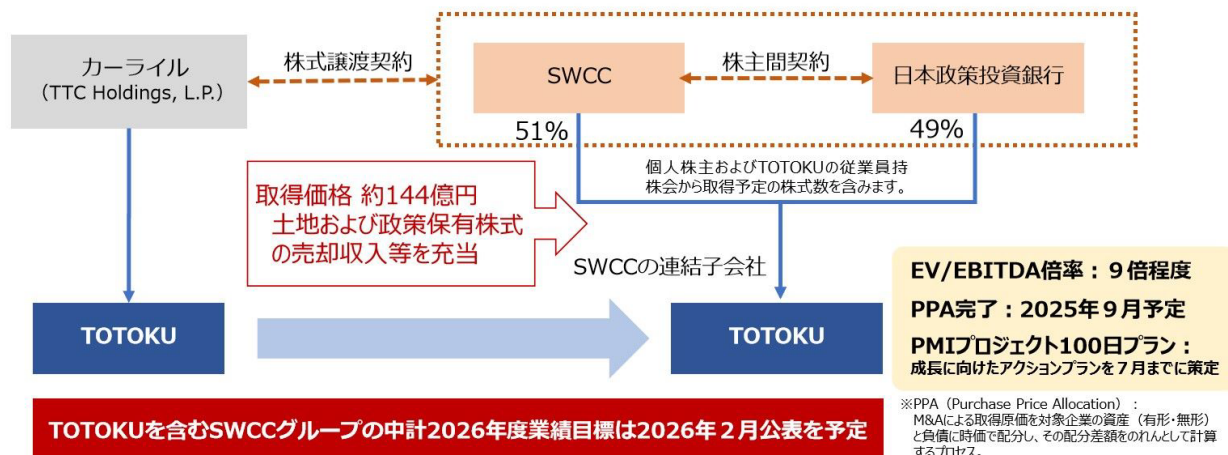 カーライル
（TTC Holdings, L.P.）
株式譲渡契約
SWCC
株主間契約
日本政策投資銀行
51%
49%
個人株主およびTOTOKUの従業員持
株会から取得予定の株式数を含みます。
取得価格 約144億円
土地および政策保有株式
の売却収入等を充当
SWCCの連結子会社
TOTOKU
TOTOKU
EV/EBITDA倍率：９倍程度
PPA完了：2025年９月予定
PMIプロジェクト100日プラン：
成長に向けたアクションプランを７月までに策定
※PPA（Purchase Price Allocation）：
M&Aによる取得原価を対象企業の資産（有形・無形）
と負債に時価で配分し、その配分差額をのれんとして計算
するプロセス。
TOTOKUを含むSWCCグループの中計2026年度業績目標は2026年２月公表を予定